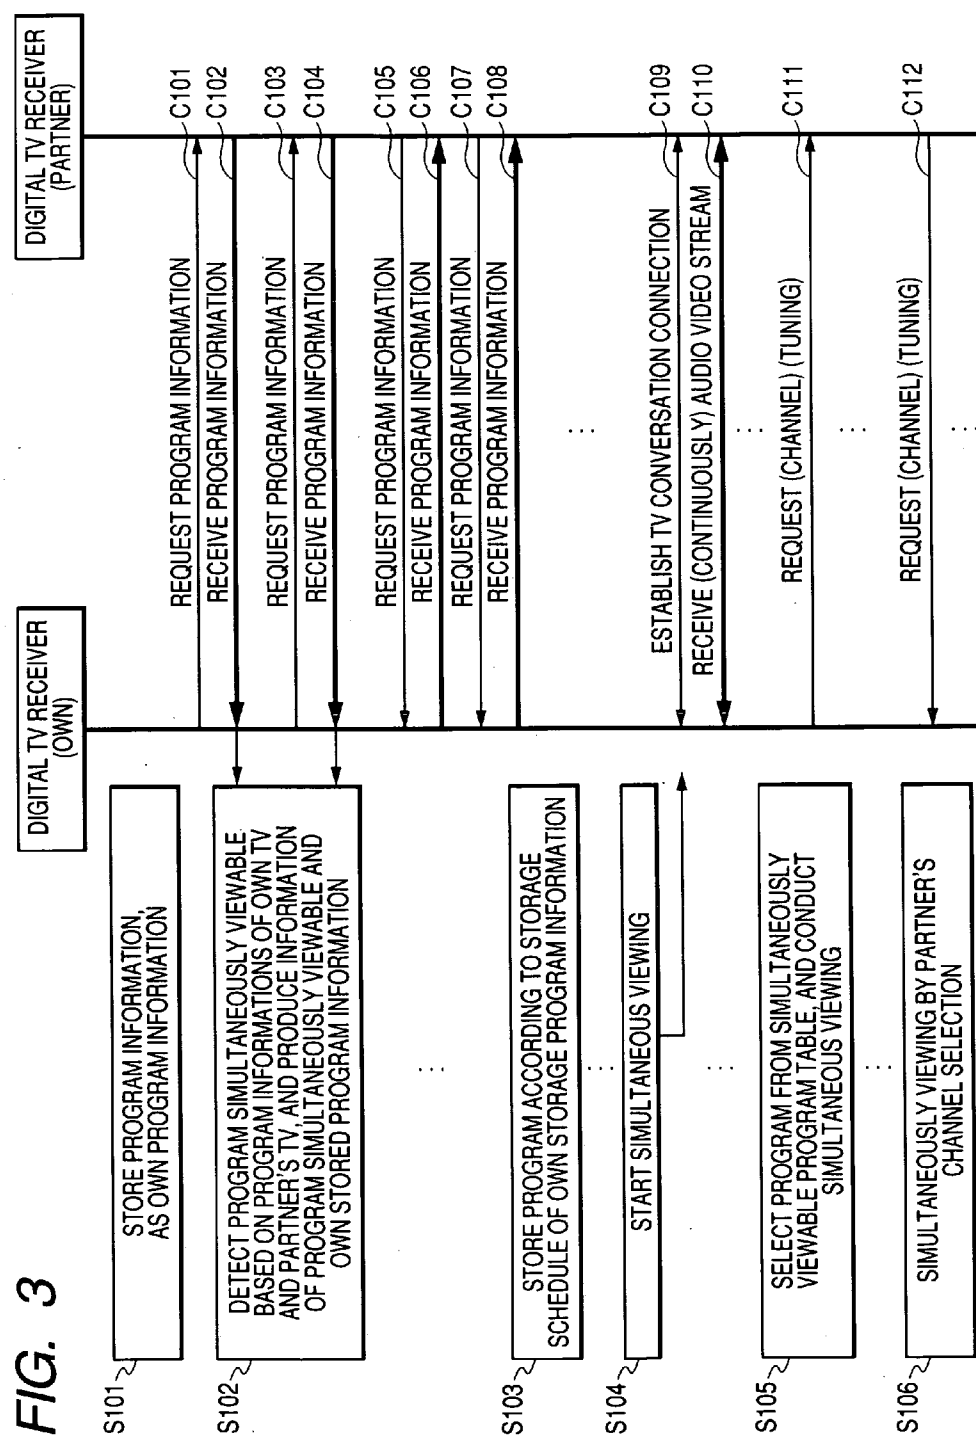 FIG. 3
DIGITAL TV RECEIVER
(OWN)
DIGITAL TV RECEIVER
(PARTNER)
S101
STORE PROGRAM INFORMATION,
AS OWN PROGRAM INFORMATION
REQUEST PROGRAM INFORMATION
C101
RECEIVE PROGRAM INFORMATION
C102
S102
DETECT PROGRAM SIMULTANEOUSLY VIEWABLE
BASED ON PROGRAM INFORMATIONS OF OWN TV
AND PARTNER'S TV, AND PRODUCE INFORMATION
OF PROGRAM SIMULTANEOUSLY VIEWABLE AND
OWN STORED PROGRAM INFORMATION
REQUEST PROGRAM INFORMATION
C103
RECEIVE PROGRAM INFORMATION
C104
REQUEST PROGRAM INFORMATION
C105
RECEIVE PROGRAM INFORMATION
C106
REQUEST PROGRAM INFORMATION
C107
RECEIVE PROGRAM INFORMATION
C108
S103
STORE PROGRAM ACCORDING TO STORAGE
SCHEDULE OF OWN STORAGE PROGRAM INFORMATION
S104
START SIMULTANEOUS VIEWING
ESTABLISH TV CONVERSATION CONNECTION
C109
RECEIVE (CONTINUOUSLY) AUDIO VIDEO STREAM
C110
S105
SELECT PROGRAM FROM SIMULTANEOUSLY
VIEWABLE PROGRAM TABLE, AND CONDUCT
SIMULTANEOUS VIEWING
REQUEST (CHANNEL) (TUNING)
C111
S106
SIMULTANEOUSLY VIEWING BY PARTNER'S
CHANNEL SELECTION
REQUEST (CHANNEL) (TUNING)
C112